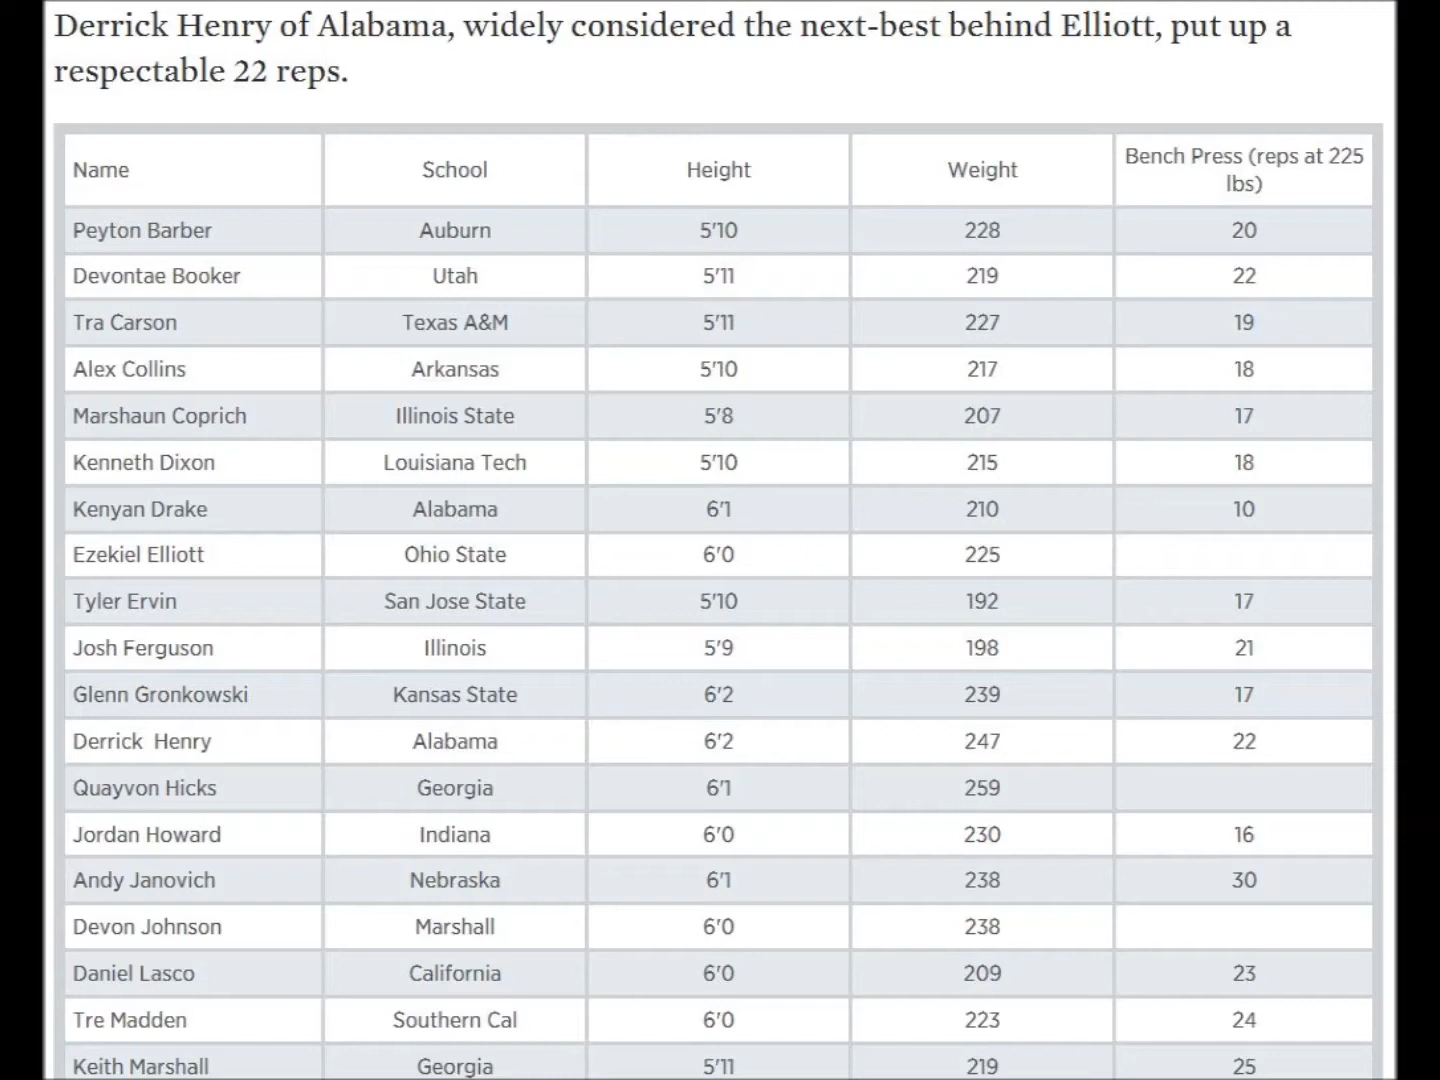 Derrick Henry of Alabama, widely considered the next-best behind Elliott, put up a
respectable 22 reps.
Name School Height Weight Bench Press (reps at 225 lbs)
Peyton Barber Auburn 5'10 228 20
Devontae Booker Utah 5'11 219 22
Tra Carson Texas A&M 5'11 227 19
Alex Collins Arkansas 5'10 217 18
Marshaun Coprich Illinois State 5'8 207 17
Kenneth Dixon Louisiana Tech 5'10 215 18
Kenyan Drake Alabama 6'1 210 10
Ezekiel Elliott Ohio State 6'0 225
Tyler Ervin San Jose State 5'10 192 17
Josh Ferguson Illinois 5'9 198 21
Glenn Gronkowski Kansas State 6'2 239 17
Derrick Henry Alabama 6'2 247 22
Quayvon Hicks Georgia 6'1 259
Jordan Howard Indiana 6'0 230 16
Andy Janovich Nebraska 6'1 238 30
Devon Johnson Marshall 6'0 238
Daniel Lasco California 6'0 209 23
Tre Madden Southern Cal 6'0 223 24
Keith Marshall Georgia 5'11 219 25